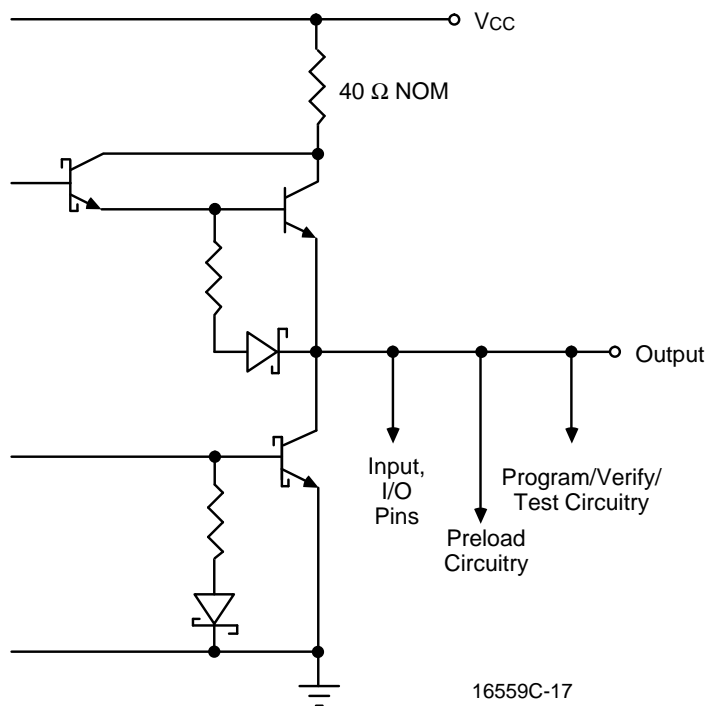 VCC
40 Ω NOM
Output
Input,
I/O
Pins
Program/Verify/
Test Circuitry
Preload
Circuitry
16559C-17